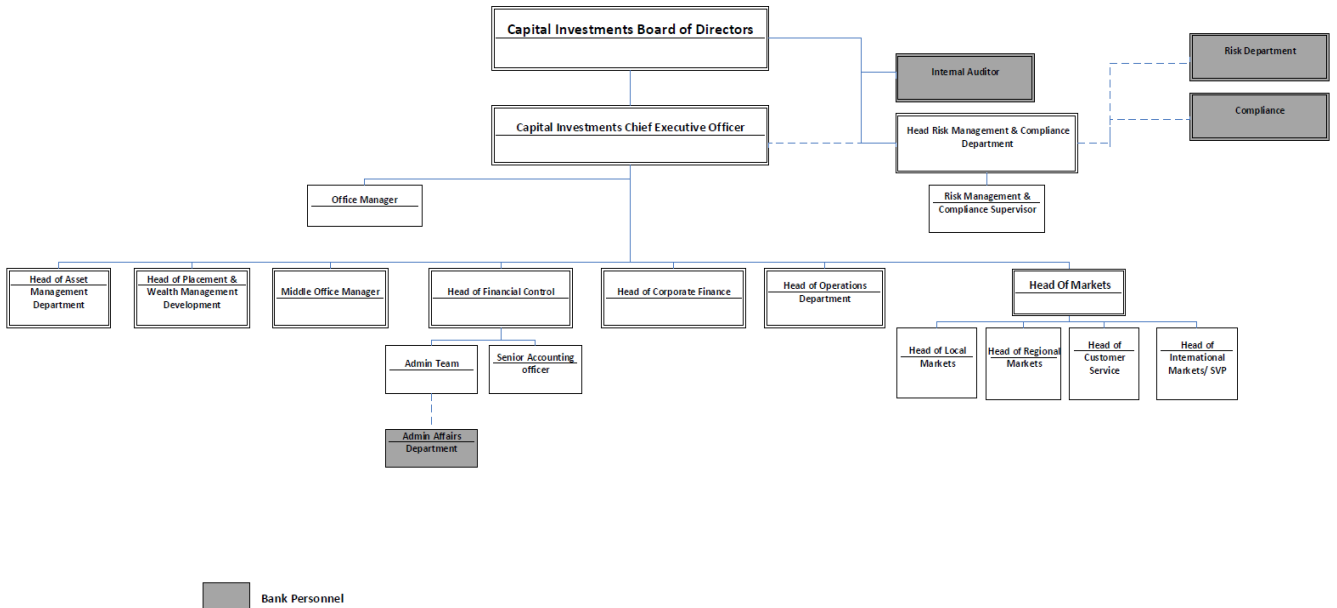 Capital Investments Board of Directors
Risk Department
Internal Auditor
Compliance
Capital Investments Chief Executive Officer
Head Risk Management & Compliance
Department
Office Manager
Risk Management &
Compliance Supervisor
Head of Asset
Management
Department
Head of Placement &
Wealth Management
Development
Middle Office Manager
Head of Financial Control
Head of Corporate Finance
Head of Operations
Department
Head Of Markets
Admin Team
Senior Accounting
officer
Head of Local
Markets
Head of Regional
Markets
Head of
Customer
Service
Head of
International
Markets/ SVP
Admin Affairs
Department
Bank Personnel